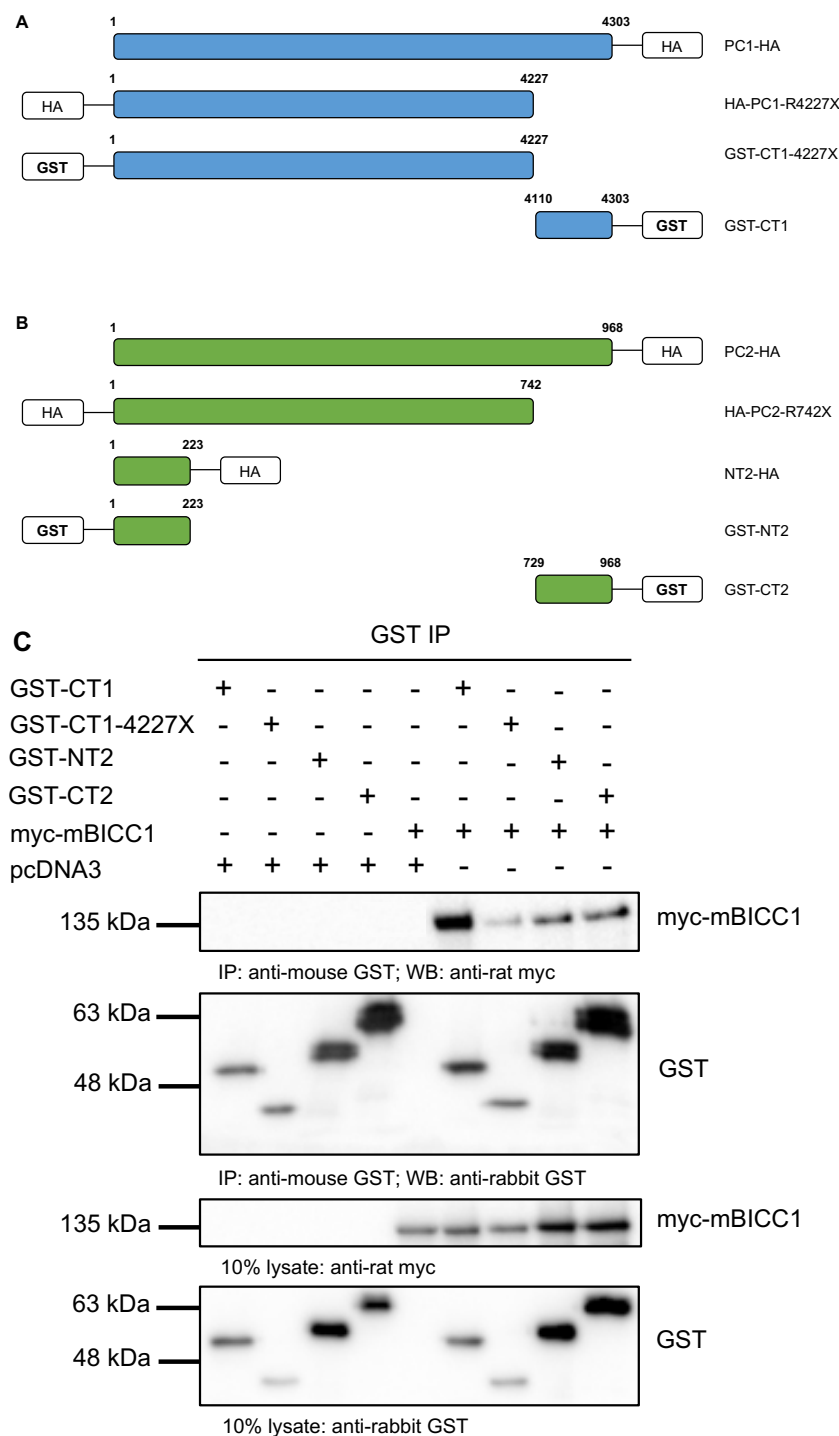 A
1 4303
HA PC1-HA
1 4227
HA HA-PC1-R4227X
1 4227
GST GST-CT1-4227X
4110 4303
GST GST-CT1
B
1 968
HA PC2-HA
1 742
HA HA-PC2-R742X
1 223
HA NT2-HA
1 223
GST GST-NT2
729 968
GST GST-CT2
C GST IP
GST-CT1 + - - - - + - - -
GST-CT1-4227X - + - - - - + - -
GST-NT2 - - + - - - - + -
GST-CT2 - - - + - - - - +
myc-mBICC1 - - - - + + + + +
pcDNA3 + + + + + - - - -
135 kDa myc-mBICC1
IP: anti-mouse GST; WB: anti-rat myc
63 kDa
GST
48 kDa
IP: anti-mouse GST; WB: anti-rabbit GST
135 kDa myc-mBICC1
10% lysate: anti-rat myc
63 kDa
GST
48 kDa
10% lysate: anti-rabbit GST